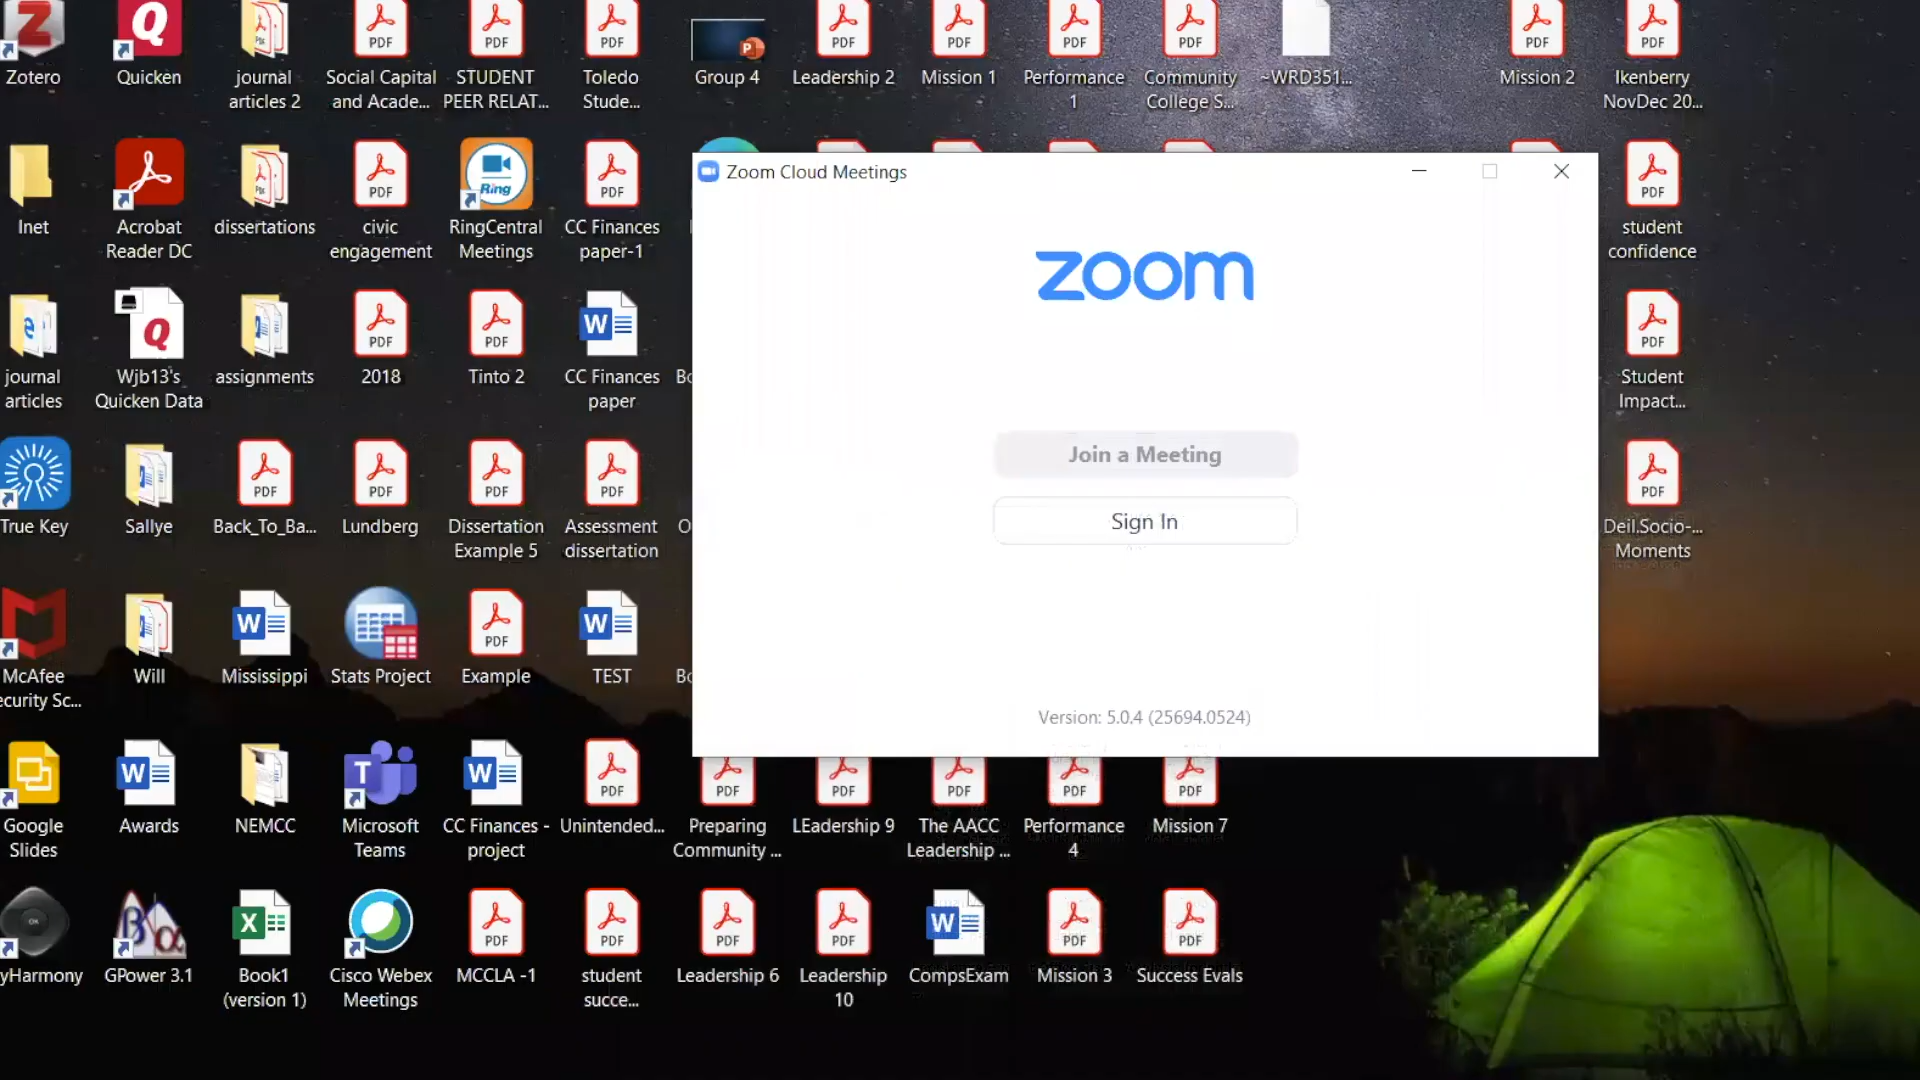 Zotero
Quicken
journal
articles 2
Social Capital
and Acade...
STUDENT
PEER RELAT...
Toledo
Stude...
Group 4
Leadership 2
Mission 1
Performance
1
Community
College S...
~WRD351...
Mission 2
Ikenberry
NovDec 20...
Inet
Acrobat
Reader DC
dissertations
civic
engagement
Ring
RingCentral
Meetings
CC Finances
paper-1
Zoom Cloud Meetings
zoom
student
confidence
journal
articles
Wjb13's
Quicken Data
assignments
2018
Tinto 2
CC Finances
paper
Student
Impact...
Join a Meeting
Sign In
True Key
Sallye
Back_To_Ba...
Lundberg
Dissertation
Example 5
Assessment
dissertation
Deil.Socio-...
Moments
McAfee
ecurity Sc...
Will
Mississippi
Stats Project
Example
TEST
Version: 5.0.4 (25694.0524)
Google
Slides
Awards
NEMCC
Microsoft
Teams
CC Finances -
project
Unintended...
Preparing
Community ...
LEadership 9
The AACC
Leadership ...
Performance
4
Mission 7
yHarmony
GPower 3.1
Book1
(version 1)
Cisco Webex
Meetings
MCCLA -1
student
succe...
Leadership 6
Leadership
10
CompsExam
Mission 3
Success Evals